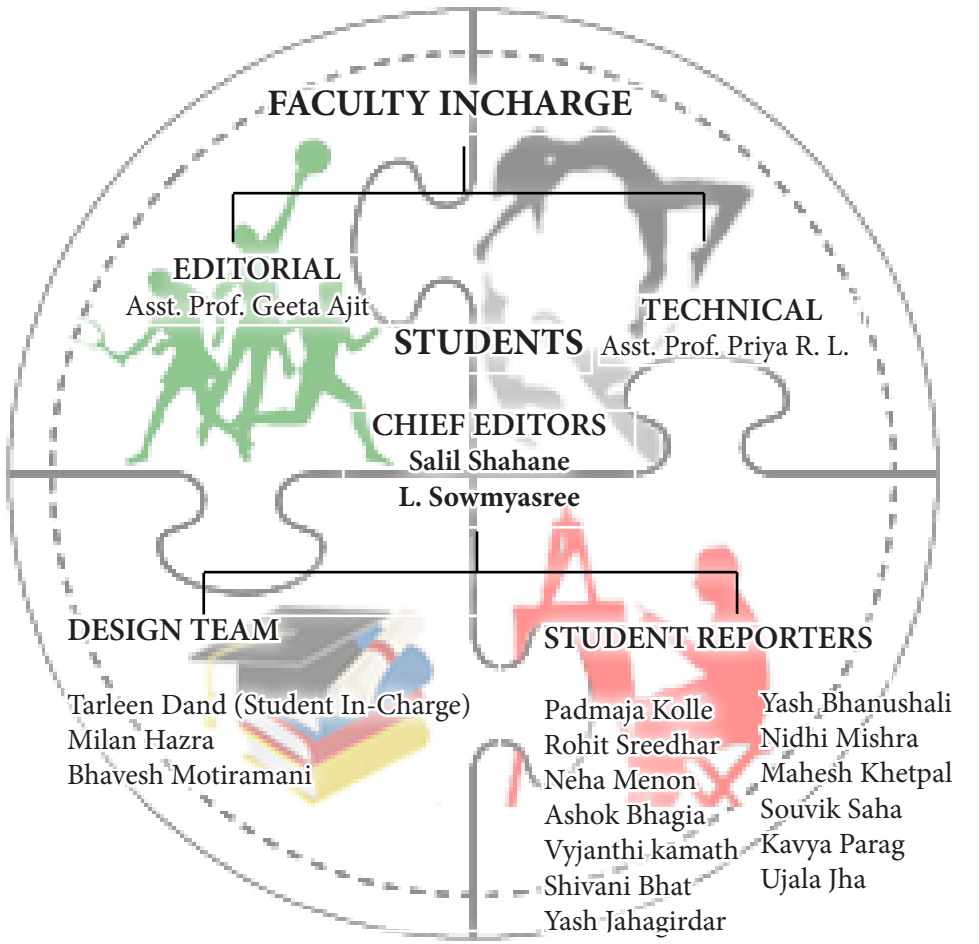 FACULTY INCHARGE
EDITORIAL
Asst. Prof. Geeta Ajit
TECHNICAL
Asst. Prof. Priya R. L.
STUDENTS
CHIEF EDITORS
Salil Shahane
L. Sowmyasree
DESIGN TEAM
Tarleen Dand (Student In-Charge)
Milan Hazra
Bhavesh Motiramani
STUDENT REPORTERS
Padmaja Kolle
Rohit Sreedhar
Neha Menon
Ashok Bhagia
Vyjanthi kamath
Shivani Bhat
Yash Jahagirdar
Yash Bhanushali
Nidhi Mishra
Mahesh Khetpal
Souvik Saha
Kavya Parag
Ujala Jha